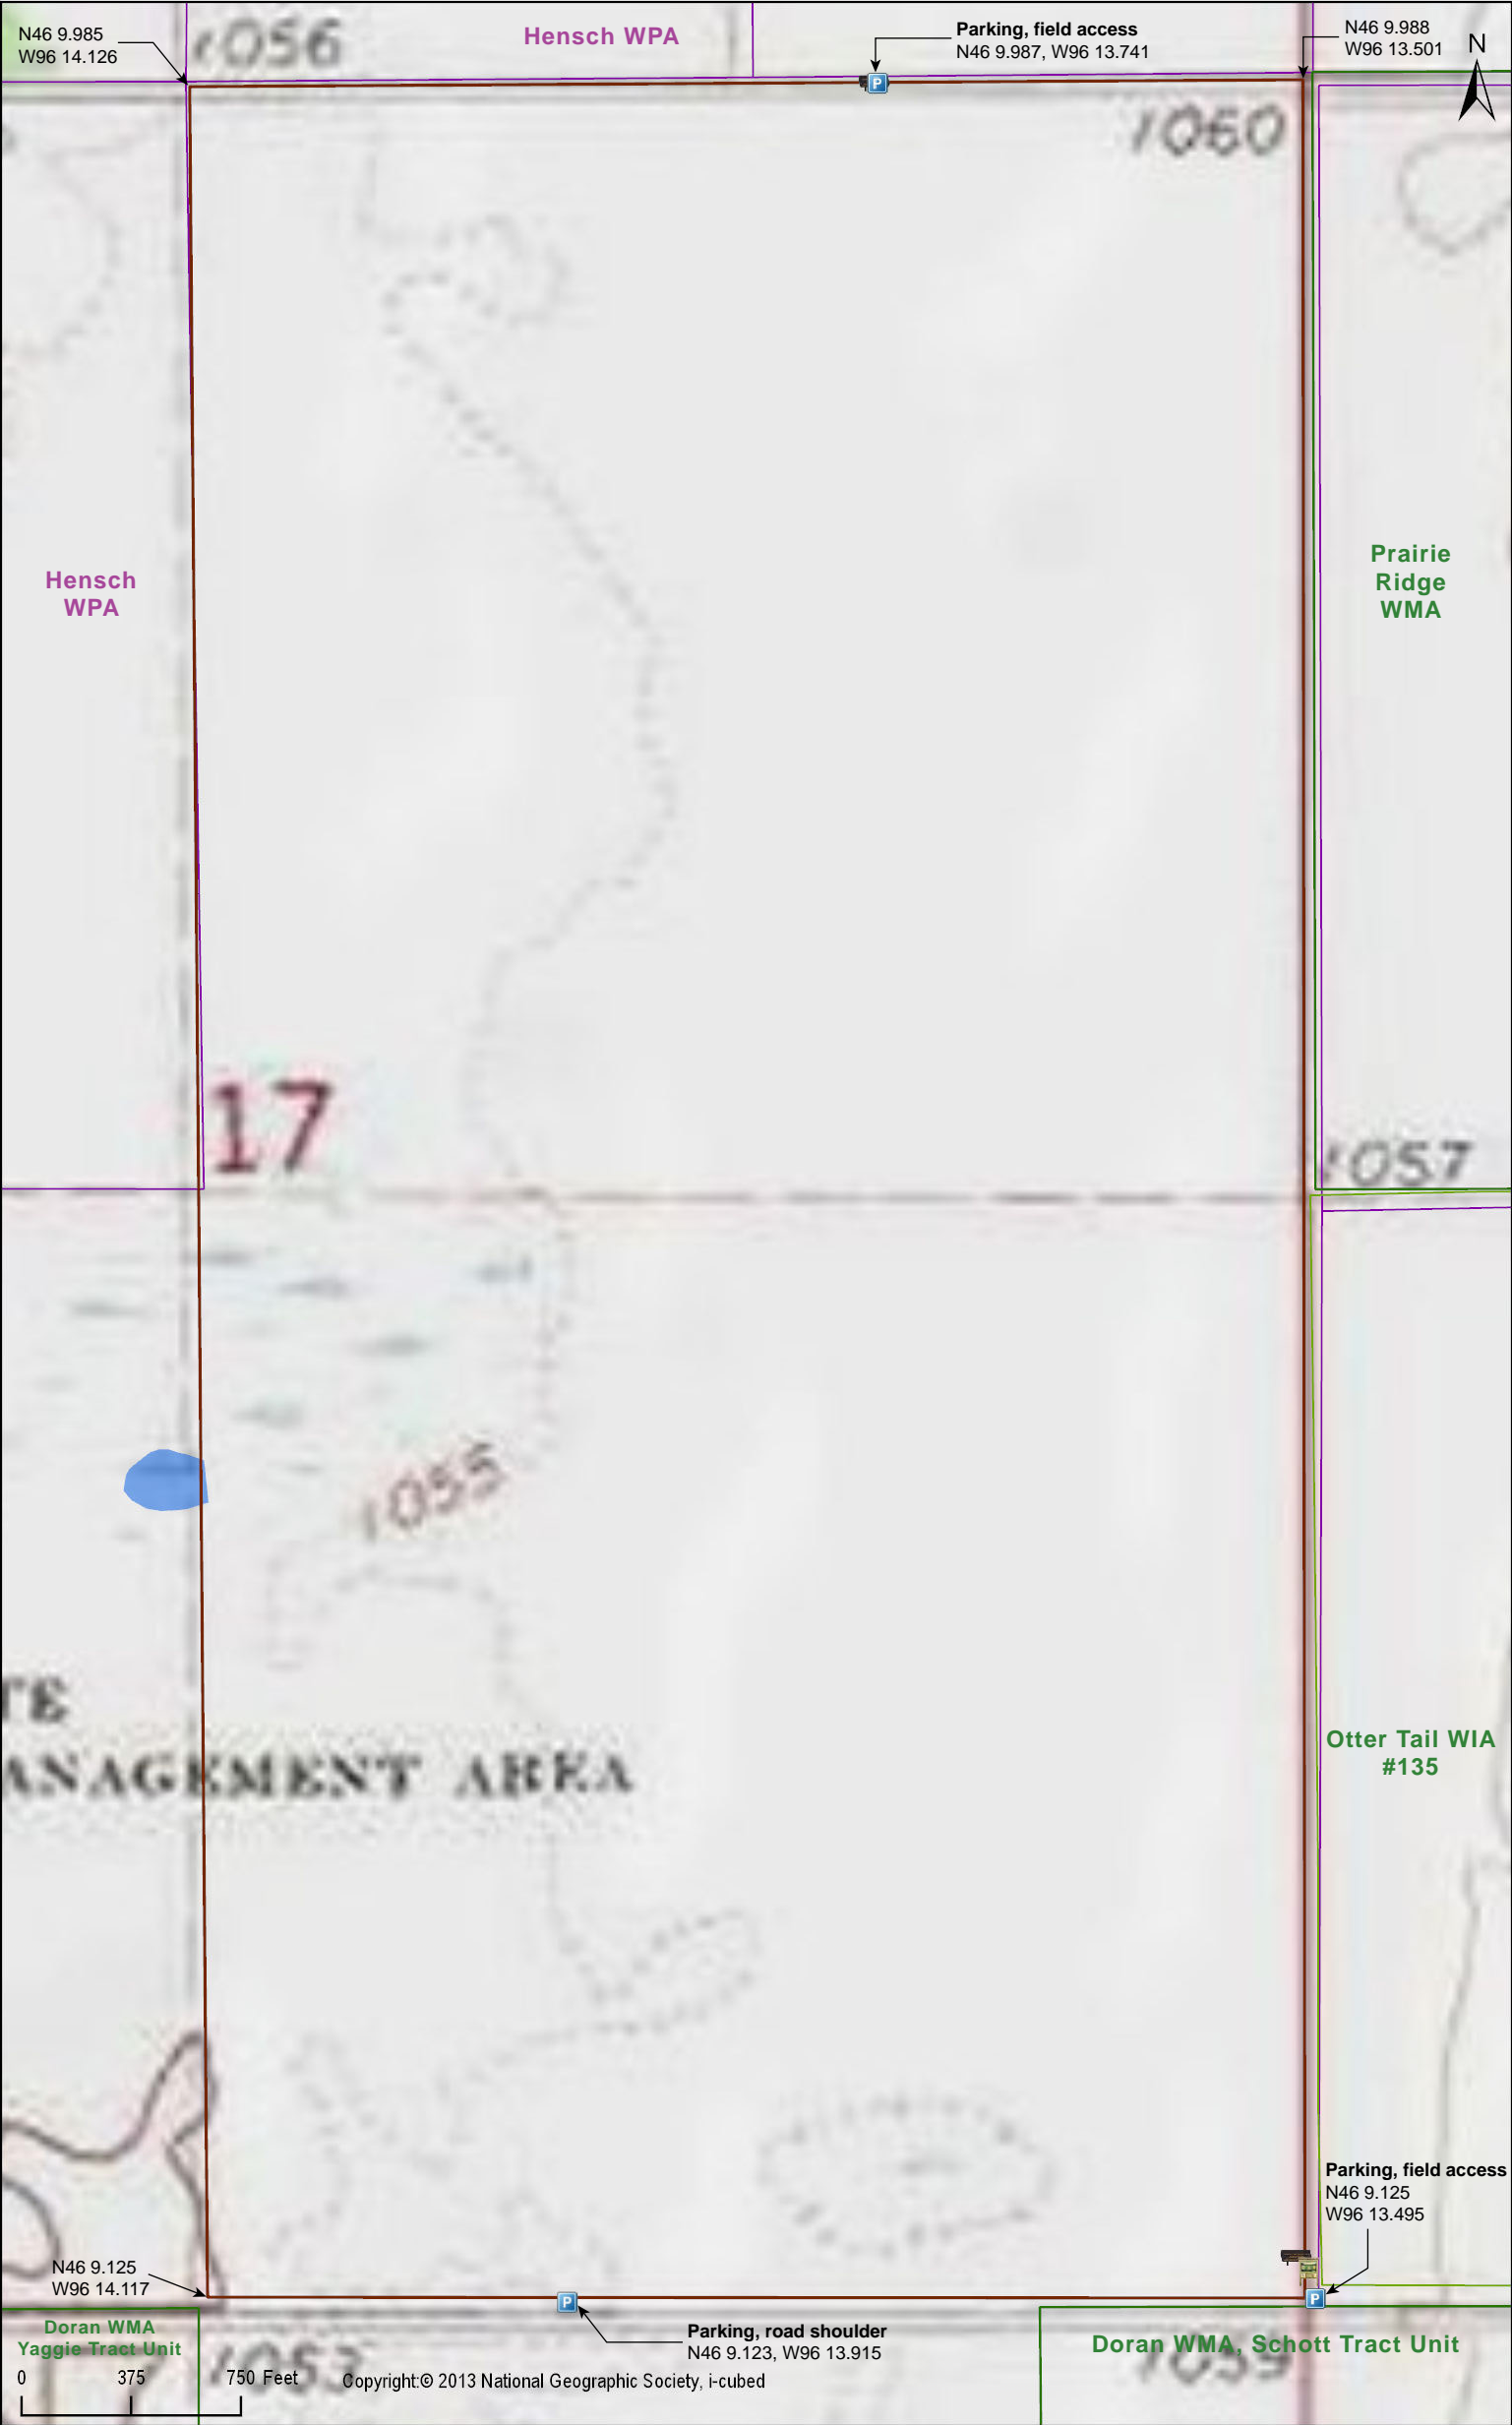 N46 9.985
W96 14.126
1056
Hensch WPA
Parking, field access
N46 9.987, W96 13.741
N46 9.988
W96 13.501
N
P
1060
Hensch
WPA
Prairie
Ridge
WMA
17
1057
1055
TE
ANAGEMENT AREA
Otter Tail WIA
#135
Parking, field access
N46 9.125
W96 13.495
N46 9.125
W96 14.117
P
P
Parking, road shoulder
N46 9.123, W96 13.915
Doran WMA
Yaggie Tract Unit
Doran WMA, Schott Tract Unit
1053
1059
0 375 750 Feet
Copyright:© 2013 National Geographic Society, i-cubed